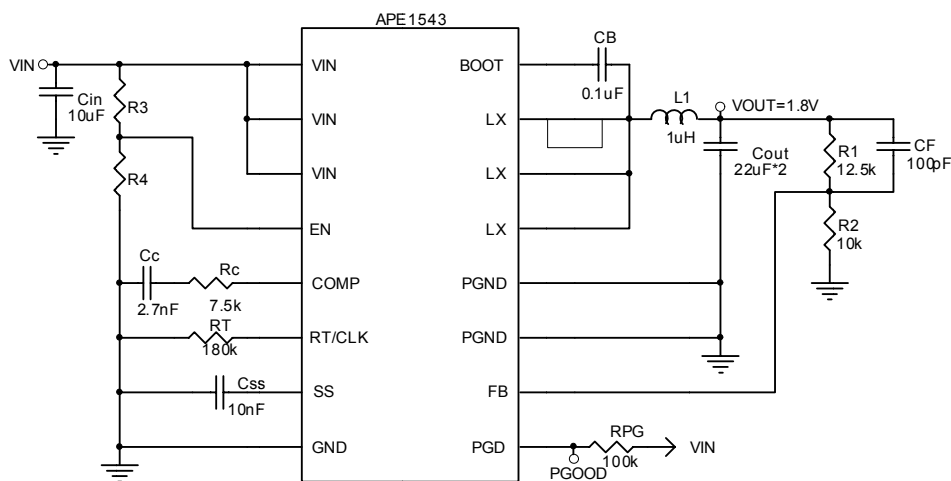 APE1543
VIN
Cin
10uF
R3
R4
Cc
2.7nF
Rc
7.5k
RT
180k
Css
10nF
VIN
VIN
VIN
EN
COMP
RT/CLK
SS
GND
BOOT
LX
LX
LX
PGND
PGND
FB
PGD
CB
0.1uF
L1
1uH
VOUT=1.8V
Cout
22uF*2
R1
12.5k
CF
100pF
R2
10k
RPG
100k
VIN
PGOOD